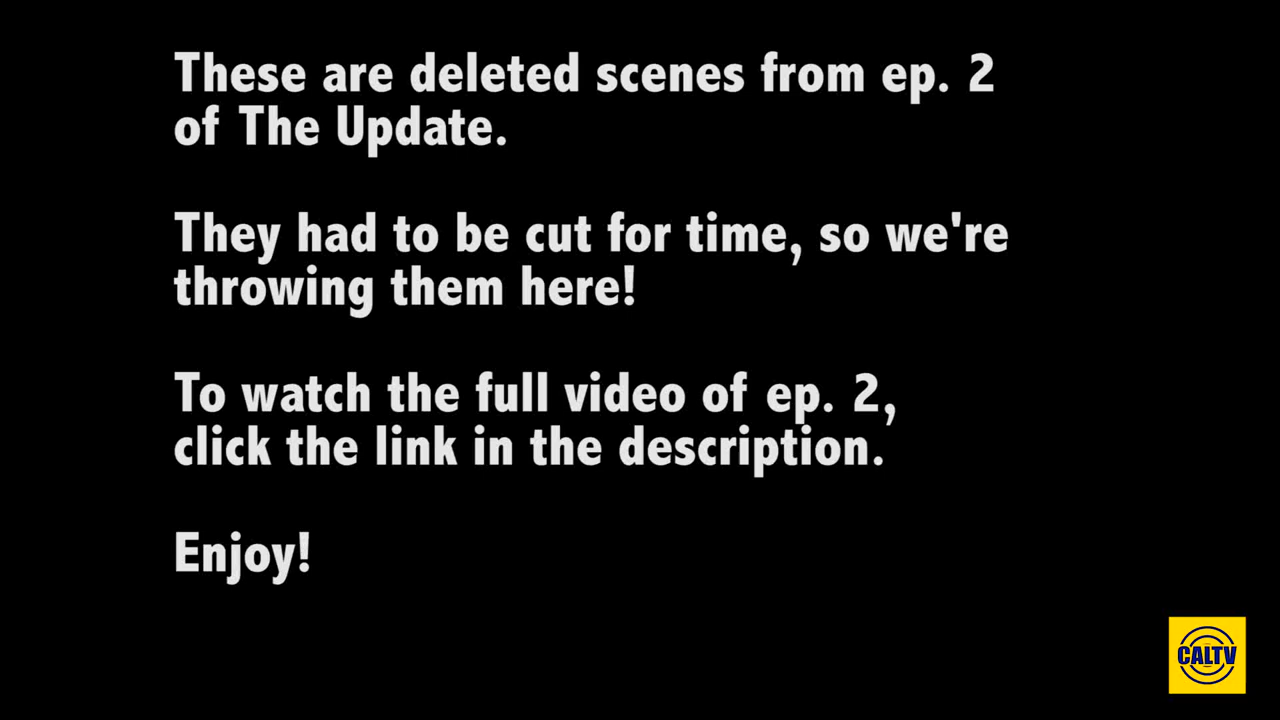 These are deleted scenes from ep. 2
of The Update.
They had to be cut for time, so we're
throwing them here!
To watch the full video of ep. 2,
click the link in the description.
Enjoy!
CALTV